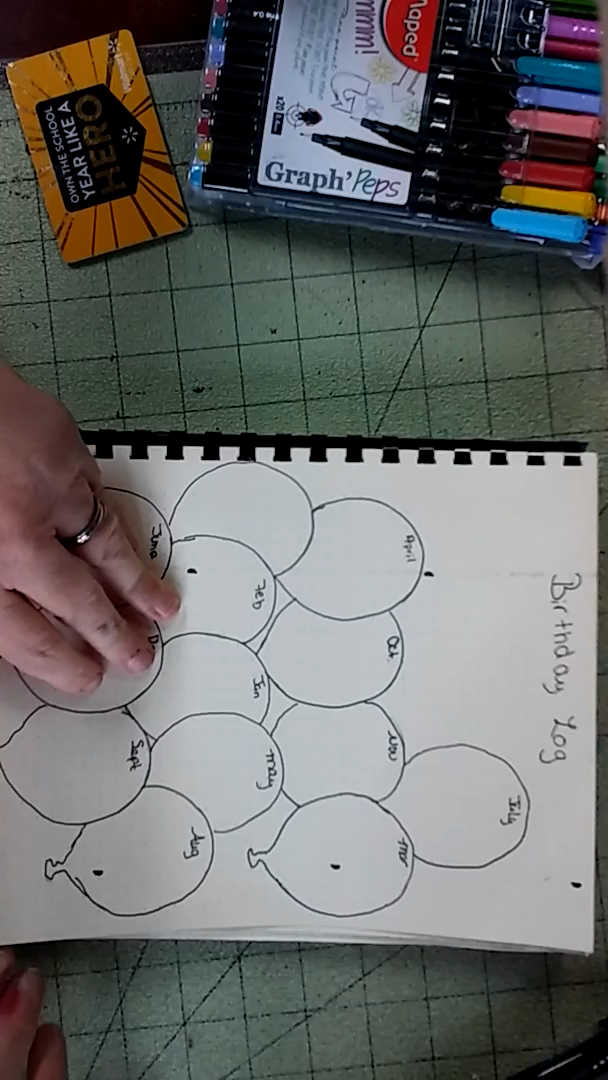 OWN THE SCHOOL
YEAR LIKE A
HERO
Maped
Graph'Peps
Birthday Log
July
April
Oct.
Nov
mar
Feb
Jan
may
Aug
June
D
Sept